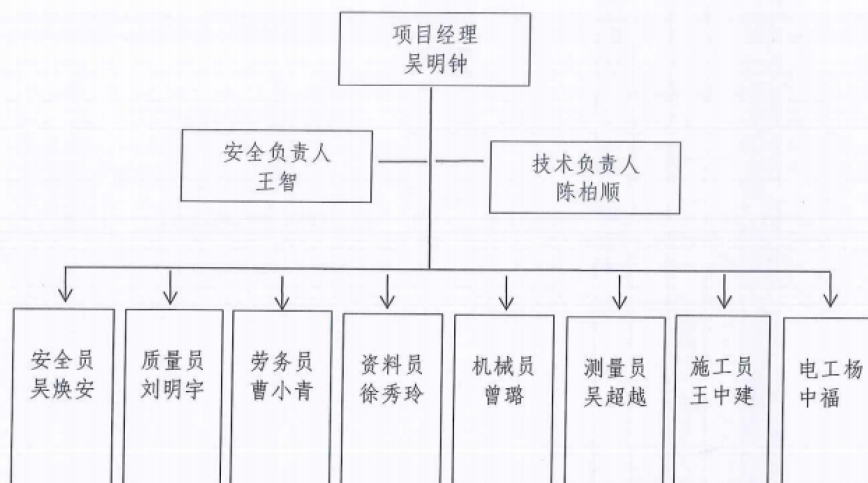 项目经理
吴明钟
安全负责人
王智
技术负责人
陈柏顺
安全员
吴焕安
质量员
刘明宇
劳务员
曹小青
资料员
徐秀玲
机械员
曾璐
测量员
吴超越
施工员
王中建
电工杨
中福